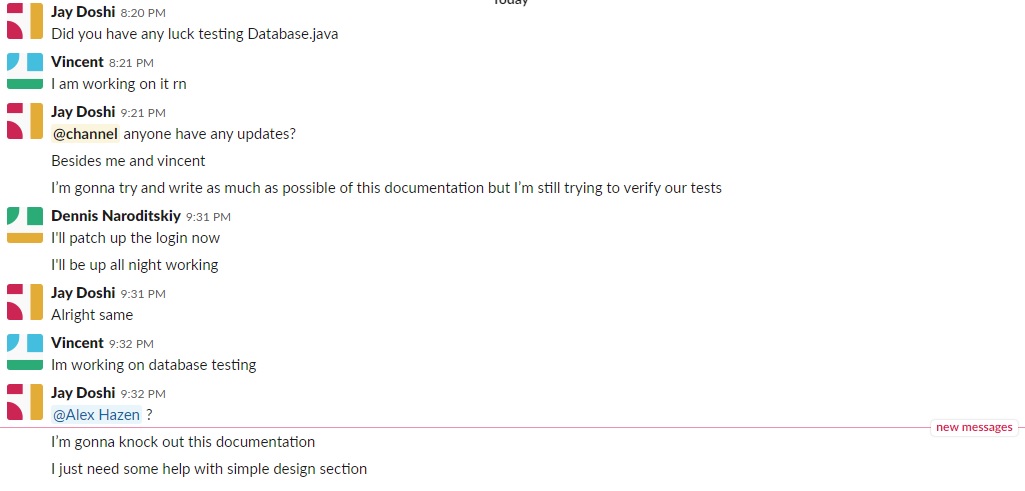 Today
Jay Doshi 8:20 PM
Did you have any luck testing Database.java
Vincent 8:21 PM
I am working on it rn
Jay Doshi 9:21 PM
@channel anyone have any updates?
Besides me and vincent
I’m gonna try and write as much as possible of this documentation but I’m still trying to verify our tests
Dennis Naroditskiy 9:31 PM
I'll patch up the login now
I'll be up all night working
Jay Doshi 9:31 PM
Alright same
Vincent 9:32 PM
Im working on database testing
Jay Doshi 9:32 PM
@Alex Hazen ?
new messages
I’m gonna knock out this documentation
I just need some help with simple design section